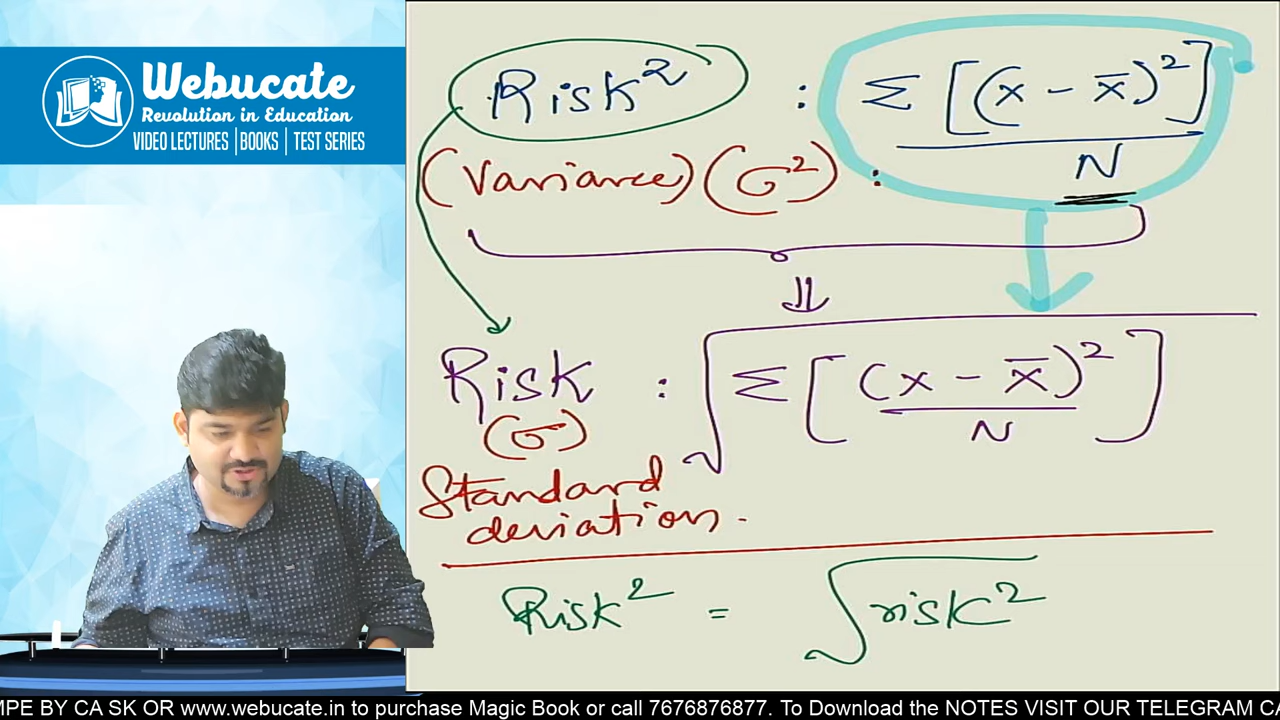 Webucate
Revolution in Education
VIDEO LECTURES | BOOKS | TEST SERIES
Risk² : Σ[(x - x̄)²]
N
(Variance) (σ²) :
⇓
Risk : √Σ[(x - x̄)²]
N
(σ)
Standard
deviation.
Risk² = √risk²
MPE BY CA SK OR www.webucate.in to purchase Magic Book or call 7676876877. To Download the NOTES VISIT OUR TELEGRAM CA